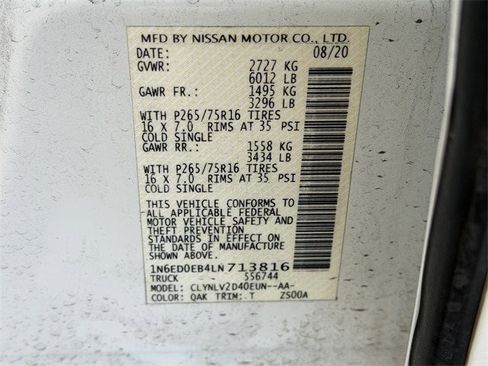 MFD BY NISSAN MOTOR CO., LTD.
DATE: 08/20
GVWR: 2727 KG
6012 LB
GAWR FR.: 1495 KG
3296 LB
WITH P265/75R16 TIRES
16 X 7.0 RIMS AT 35 PSI
COLD SINGLE
GAWR RR.: 1558 KG
3434 LB
WITH P265/75R16 TIRES
16 X 7.0 RIMS AT 35 PSI
COLD SINGLE
THIS VEHICLE CONFORMS TO
ALL APPLICABLE FEDERAL
MOTOR VEHICLE SAFETY AND
THEFT PREVENTION
STANDARDS IN EFFECT ON
THE DATE OF MANUFACTURE
SHOWN ABOVE.
1N6ED0EB4LN713816
TRUCK 556744
MODEL: CLYNLV2D40EUN--AA-
COLOR: QAK TRIM: T ZS00A